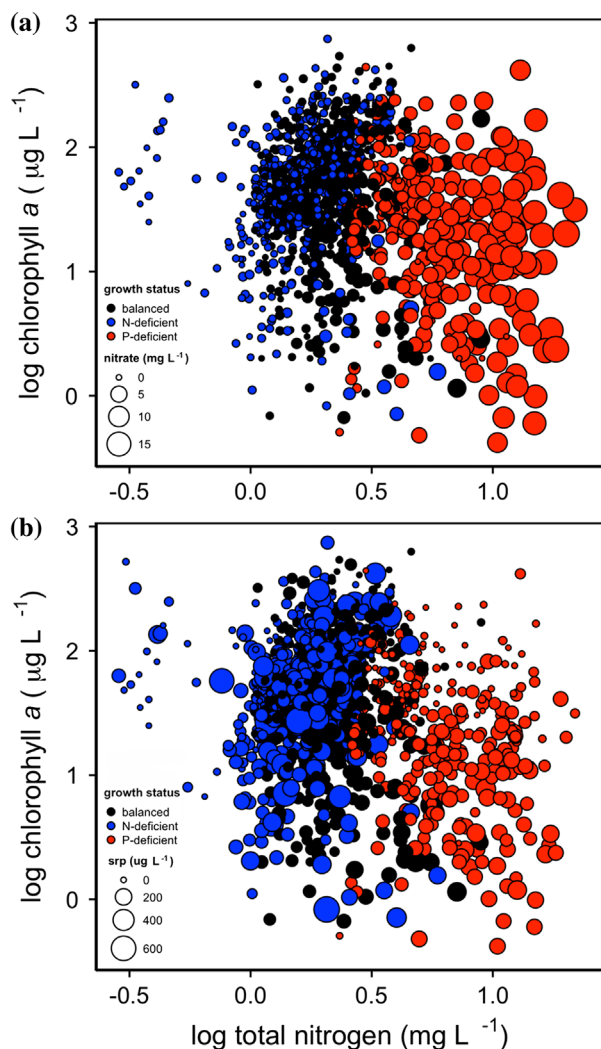 (a)
3
2
1
0
log chlorophyll a ( μg L ⁻¹)
growth status
balanced
N-deficient
P-deficient
nitrate (mg L⁻¹)
0
5
10
15
-0.5 0.0 0.5 1.0
(b)
3
2
1
0
log chlorophyll a ( μg L ⁻¹)
growth status
balanced
N-deficient
P-deficient
srp (ug L⁻¹)
0
200
400
600
-0.5 0.0 0.5 1.0
log total nitrogen (mg L ⁻¹)